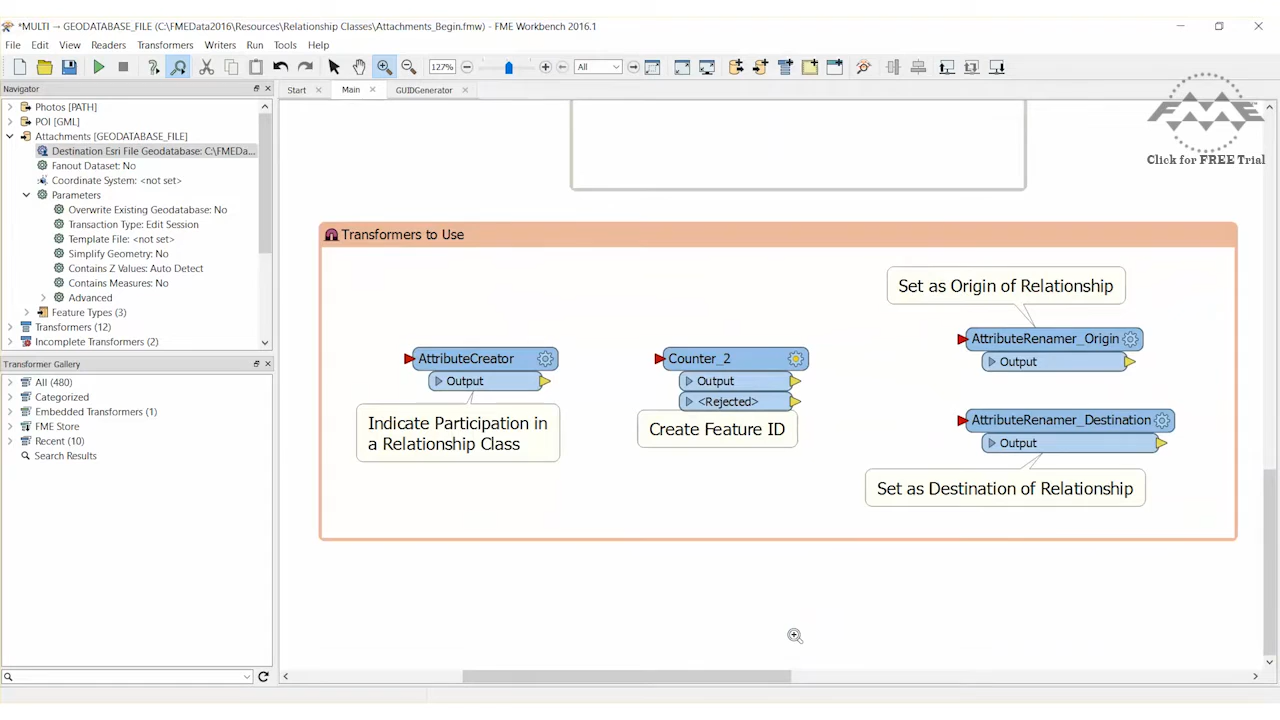 *MULTI → GEODATABASE_FILE (C:\FMEData2016\Resources\Relationship Classes\Attachments_Begin.fmw) - FME Workbench 2016.1
File Edit View Readers Transformers Writers Run Tools Help
127% All
Navigator
Photos [PATH]
POI [GML]
Attachments [GEODATABASE_FILE]
Destination Esri File Geodatabase: C:\FMEDa...
Fanout Dataset: No
Coordinate System: <not set>
Parameters
Overwrite Existing Geodatabase: No
Transaction Type: Edit Session
Template File: <not set>
Simplify Geometry: No
Contains Z Values: Auto Detect
Contains Measures: No
Advanced
Feature Types (3)
Transformers (12)
Incomplete Transformers (2)
Transformer Gallery
All (480)
Categorized
Embedded Transformers (1)
FME Store
Recent (10)
Search Results
Start Main GUIDGenerator
FME
Click for FREE Trial
Transformers to Use
Set as Origin of Relationship
AttributeRenamer_Origin
Output
AttributeCreator
Output
Indicate Participation in
a Relationship Class
Counter_2
Output
<Rejected>
Create Feature ID
AttributeRenamer_Destination
Output
Set as Destination of Relationship